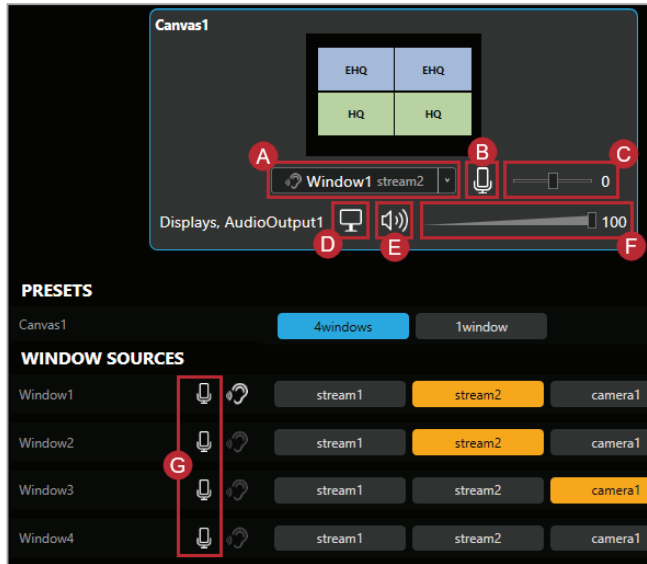 Canvas1
EHQ EHQ
HQ HQ
A B C
Window1 stream2 0
Displays, AudioOutput1 100
D E F
PRESETS
Canvas1 4windows 1window
WINDOW SOURCES
Window1 stream1 stream2 camera1
Window2 stream1 stream2 camera1
G
Window3 stream1 stream2 camera1
Window4 stream1 stream2 camera1